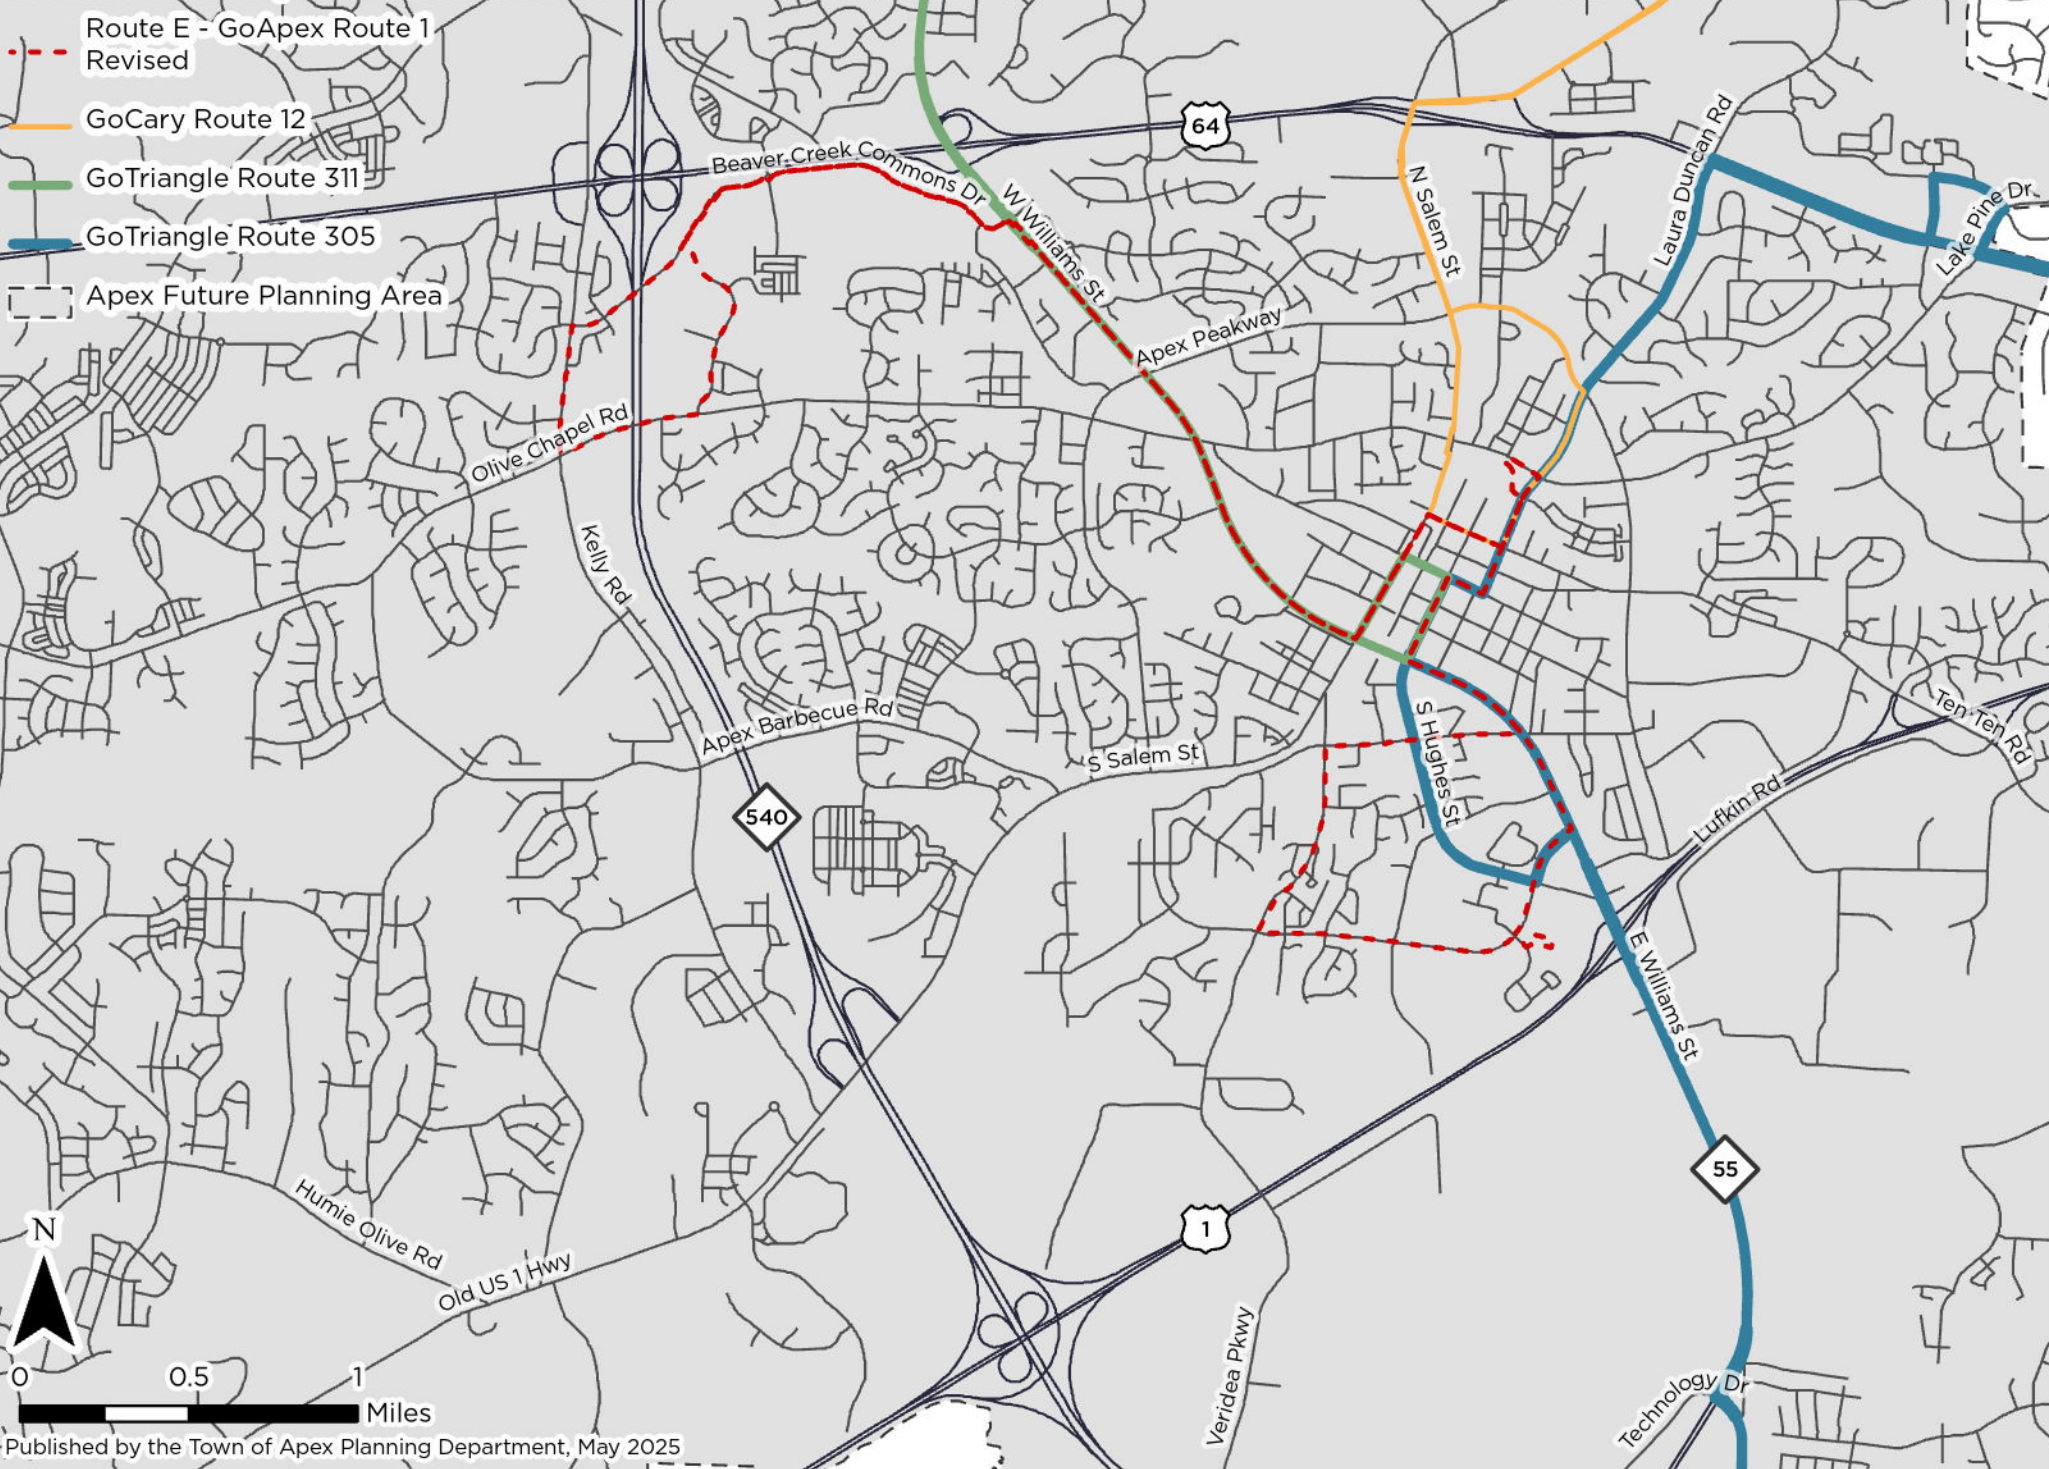 Route E - GoApex Route 1
Revised
GoCary Route 12
GoTriangle Route 311
GoTriangle Route 305
Apex Future Planning Area
64
Beaver Creek Commons Dr
W Williams St
N Salem St
Laura Duncan Rd
Lake Pine Dr
Apex Peakway
Olive Chapel Rd
Kelly Rd
Apex Barbecue Rd
S Salem St
S Hughes St
Ten Ten Rd
Lufkin Rd
540
E Williams St
55
1
Humie Olive Rd
Old US 1 Hwy
Veridea Pkwy
Technology Dr
N
0 0.5 1
Miles
Published by the Town of Apex Planning Department, May 2025